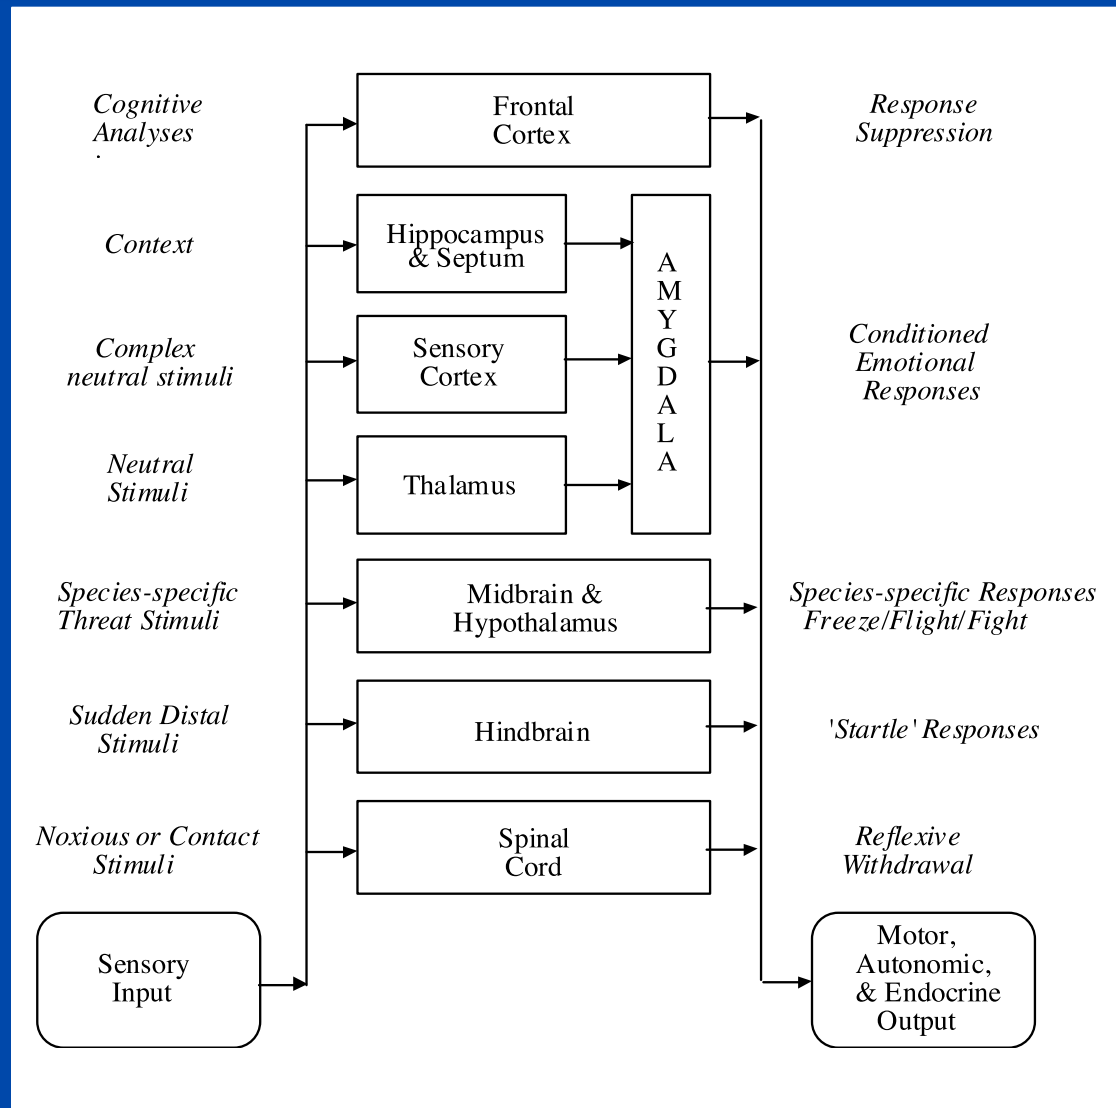 Cognitive
Analyses
.
Frontal
Cortex
Response
Suppression
Context
Hippocampus
& Septum
A
M
Y
G
D
A
L
A
Complex
neutral stimuli
Sensory
Cortex
Conditioned
Emotional
Responses
Neutral
Stimuli
Thalamus
Species-specific
Threat Stimuli
Midbrain &
Hypothalamus
Species-specific Responses
Freeze/Flight/Fight
Sudden Distal
Stimuli
Hindbrain
'Startle' Responses
Noxious or Contact
Stimuli
Spinal
Cord
Reflexive
Withdrawal
Sensory
Input
Motor,
Autonomic,
& Endocrine
Output